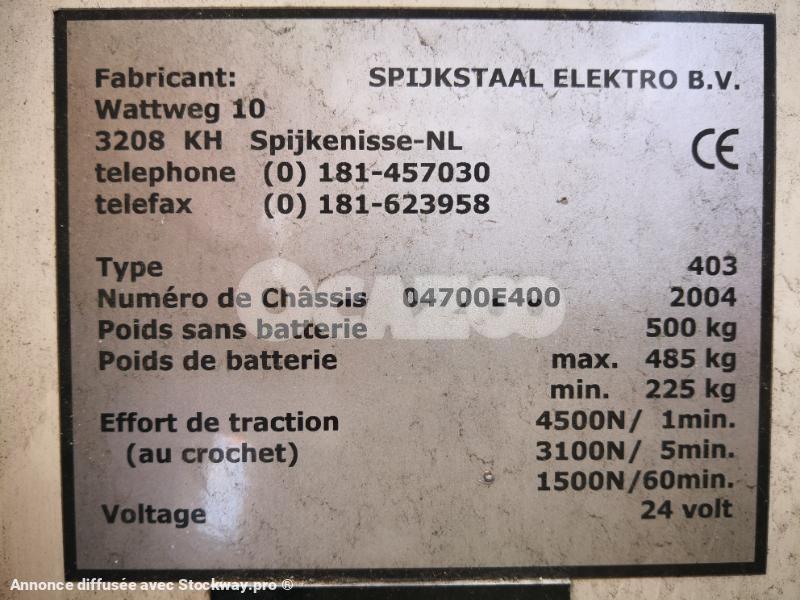 Fabricant: SPIJKSTAAL ELEKTRO B.V.
Wattweg 10
3208 KH Spijkenisse-NL
CE
telephone (0) 181-457030
telefax (0) 181-623958
Type 403
Numéro de Châssis 04700E400 2004
Poids sans batterie 500 kg
Poids de batterie max. 485 kg
min. 225 kg
Effort de traction 4500N/ 1min.
(au crochet) 3100N/ 5min.
1500N/60min.
Voltage 24 volt
OCAZOO
Annonce diffusée avec Stockway.pro ®